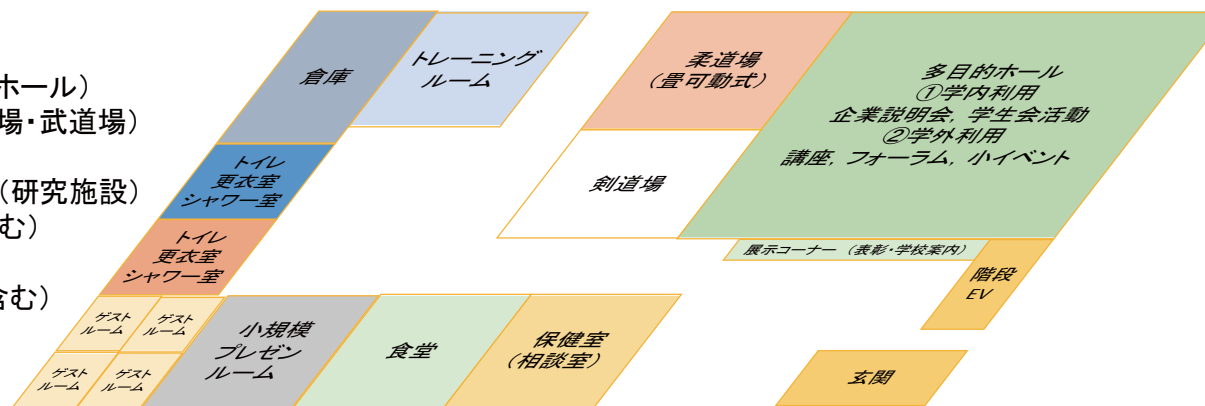 ホール）
場・武道場）
（研究施設）
む）
含む）
倉庫
トレーニング
ルーム
柔道場
（畳可動式）
多目的ホール
①学内利用
企業説明会, 学生会活動
②学外利用
講座, フォーラム, 小イベント
トイレ
更衣室
シャワー室
剣道場
トイレ
更衣室
シャワー室
展示コーナー （表彰・学校案内）
階段
EV
ゲスト
ルーム
ゲスト
ルーム
ゲスト
ルーム
ゲスト
ルーム
小規模
プレゼン
ルーム
食堂
保健室
（相談室）
玄関